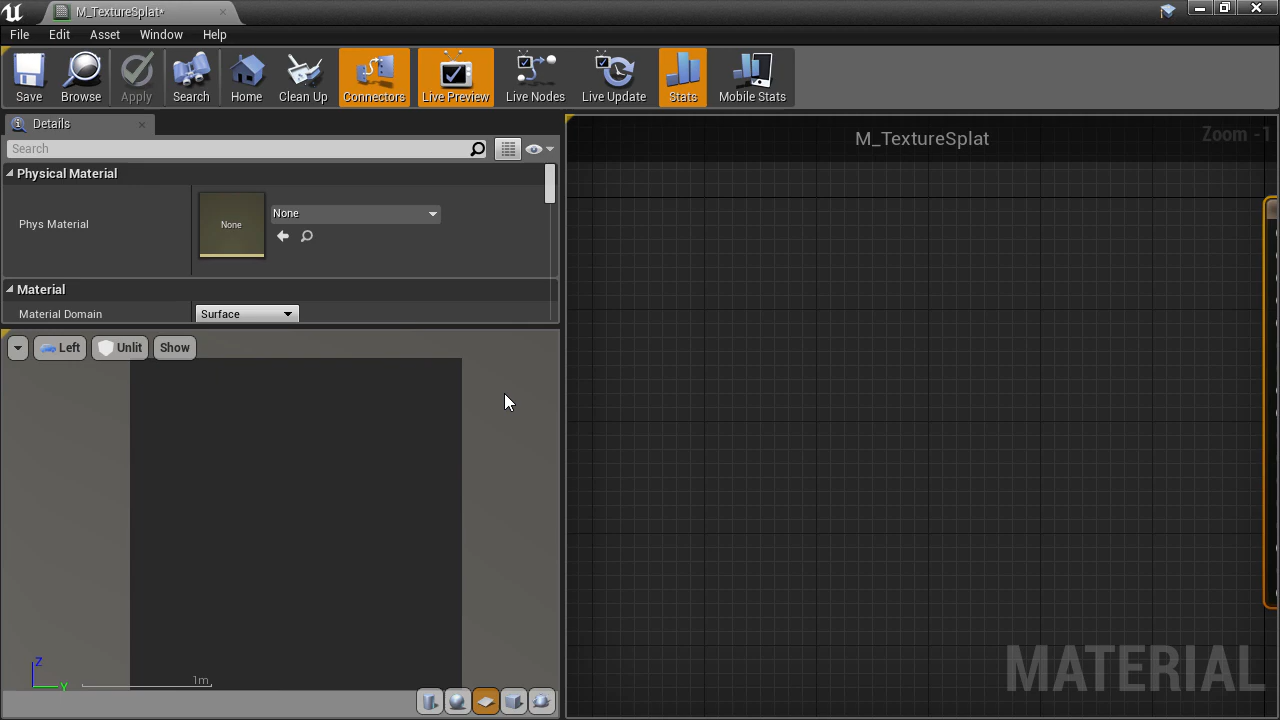 M_TextureSplat*
File Edit Asset Window Help
Save Browse Apply Search Home Clean Up Connectors Live Preview Live Nodes Live Update Stats Mobile Stats
Details
Search
M_TextureSplat
Zoom -1
Physical Material
Phys Material
None
None
Material
Material Domain
Surface
Left
Unlit
Show
Z
Y
1m
MATERIAL